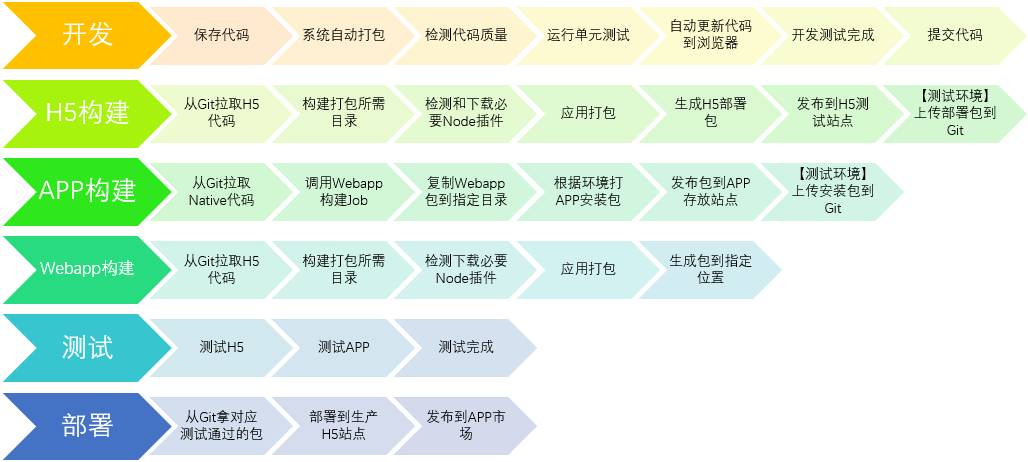 开发
保存代码
系统自动打包
检测代码质量
运行单元测试
自动更新代码
到浏览器
开发测试完成
提交代码
H5构建
从Git拉取H5
代码
构建打包所需
目录
检测和下载必
要Node插件
应用打包
生成H5部署
包
发布到H5测
试站点
【测试环境】
上传部署包到
Git
APP构建
从Git拉取
Native代码
调用Webapp
构建Job
复制Webapp
包到指定目录
根据环境打
APP安装包
发布包到APP
存放站点
【测试环境】
上传安装包到
Git
Webapp构建
从Git拉取H5
代码
构建打包所需
目录
检测下载必要
Node插件
应用打包
生成包到指定
位置
测试
测试H5
测试APP
测试完成
部署
从Git拿对应
测试通过的包
部署到生产
H5站点
发布到APP市
场